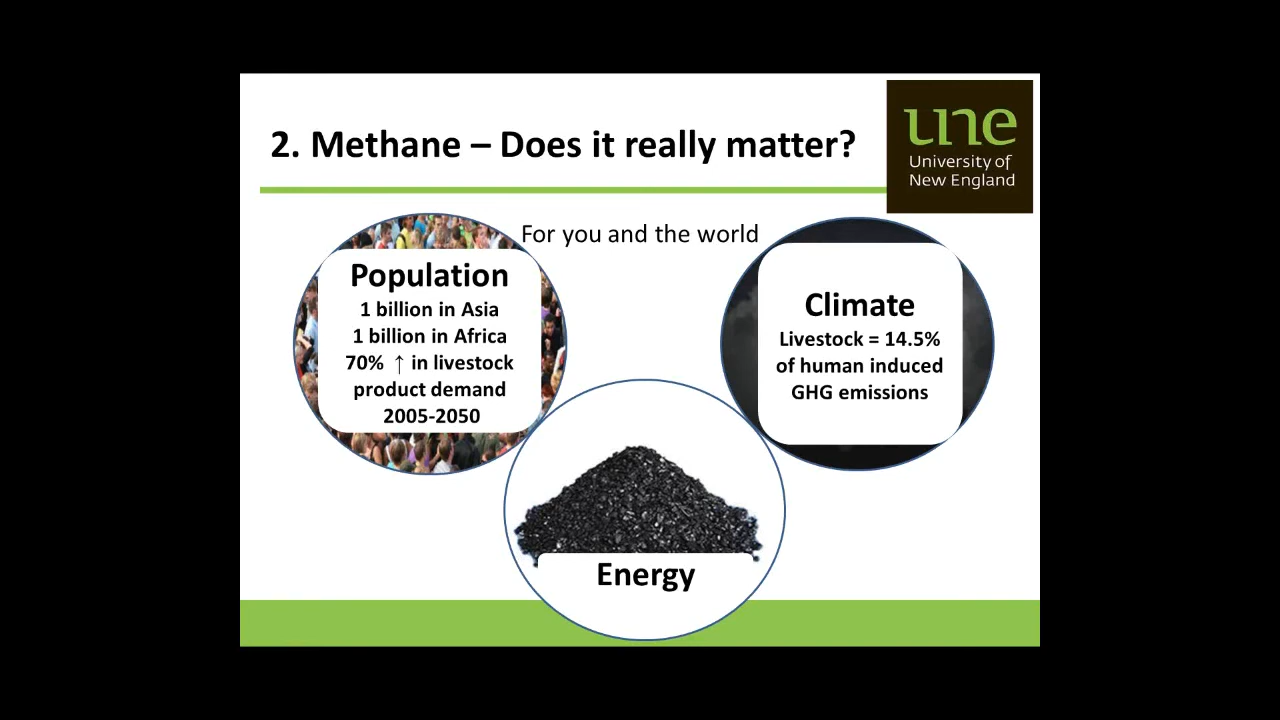 2. Methane – Does it really matter?
une
University of
New England
For you and the world
Population
1 billion in Asia
1 billion in Africa
70% ↑ in livestock
product demand
2005-2050
Climate
Livestock = 14.5%
of human induced
GHG emissions
Energy